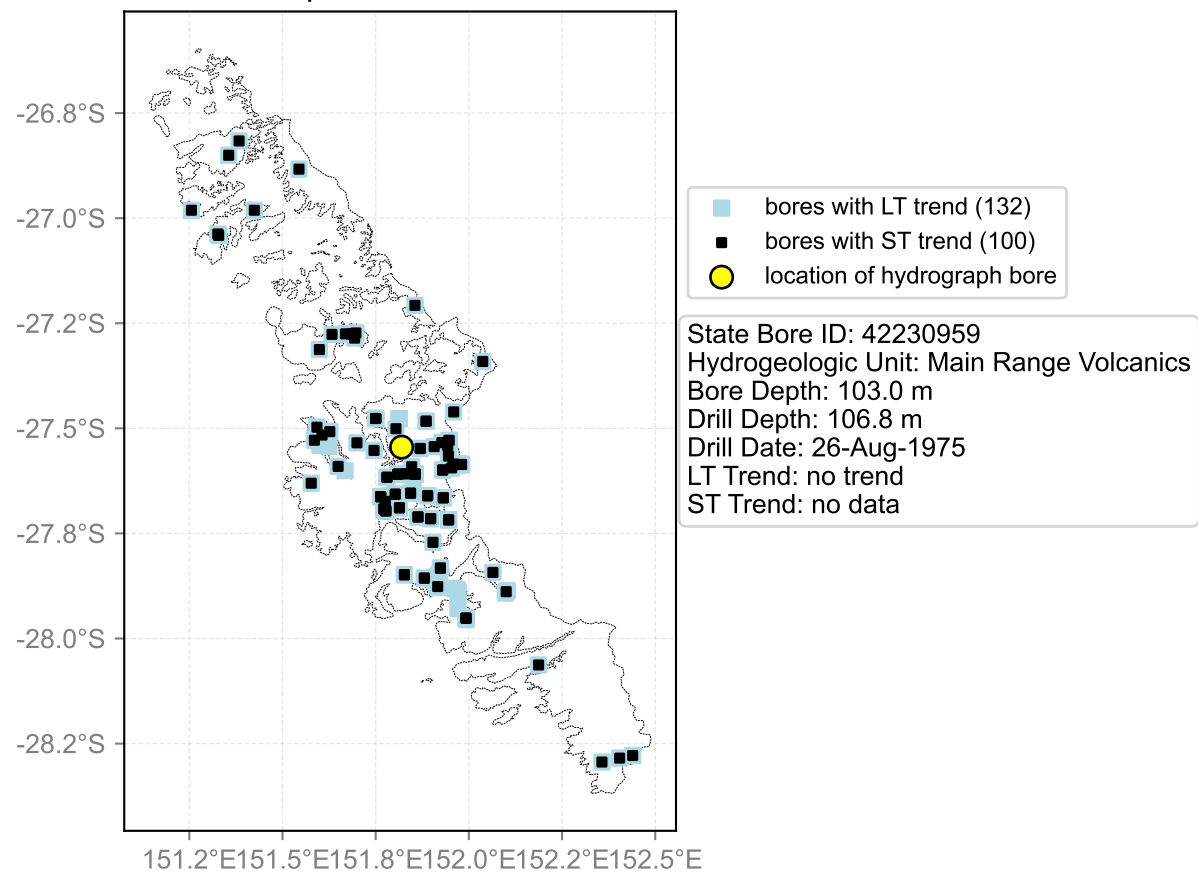 -26.8°S
-27.0°S
-27.2°S
-27.5°S
-27.8°S
-28.0°S
-28.2°S
151.2°E151.5°E151.8°E152.0°E152.2°E152.5°E
bores with LT trend (132)
bores with ST trend (100)
location of hydrograph bore
State Bore ID: 42230959
Hydrogeologic Unit: Main Range Volcanics
Bore Depth: 103.0 m
Drill Depth: 106.8 m
Drill Date: 26-Aug-1975
LT Trend: no trend
ST Trend: no data